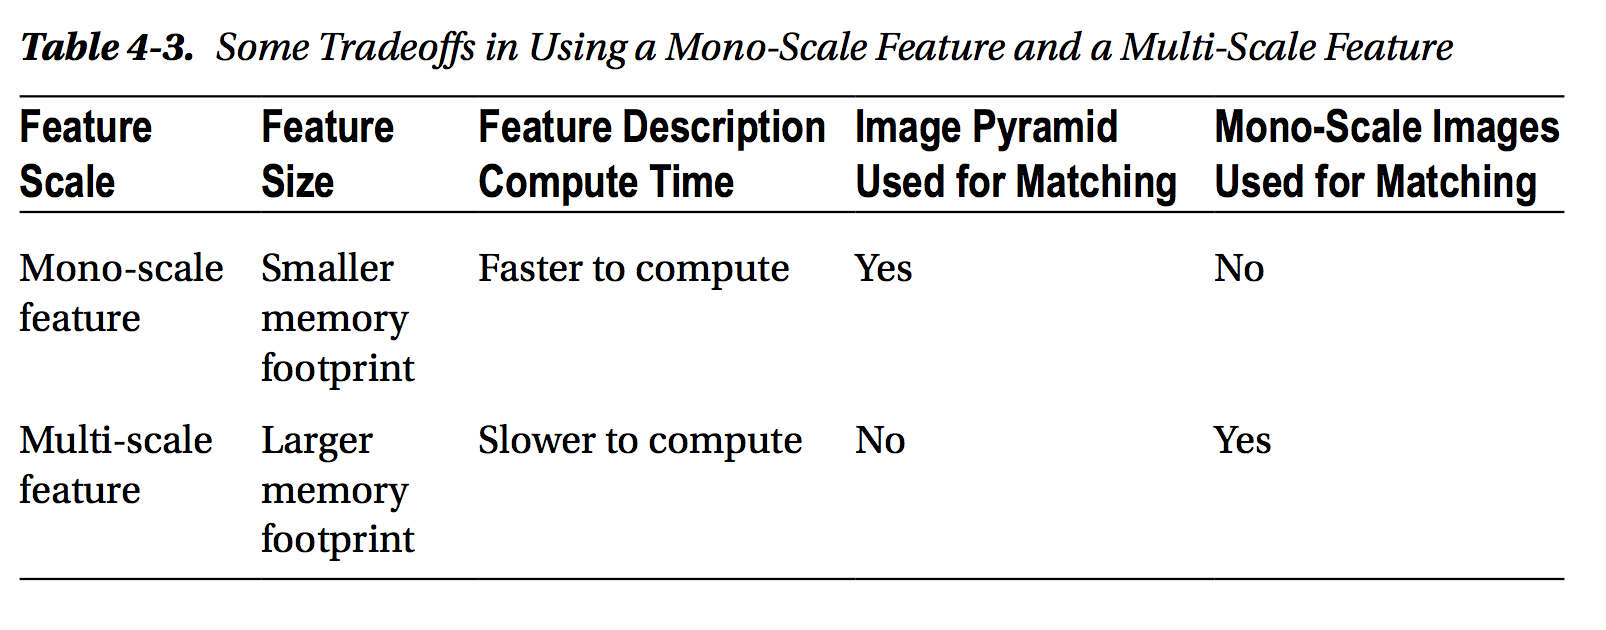 Table 4-3. Some Tradeoffs in Using a Mono-Scale Feature and a Multi-Scale Feature
Feature Scale Feature Size Feature Description Compute Time Image Pyramid Used for Matching Mono-Scale Images Used for Matching
Mono-scale feature Smaller memory footprint Faster to compute Yes No
Multi-scale feature Larger memory footprint Slower to compute No Yes